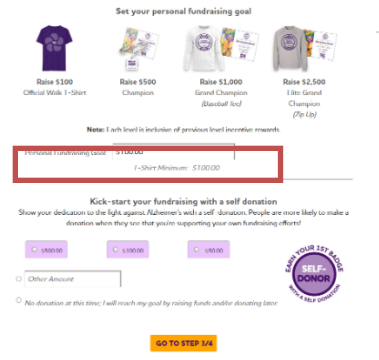 Set your personal fundraising goal
Raise $100
Official Walk T-Shirt
Raise $500
Champion
Raise $1,000
Grand Champion
(Baseball Tee)
Raise $2,500
Elite Grand
Champion
(Zip Up)
Note: Each level is inclusive of previous level incentive rewards.
Personal Fundraising Goal $100.00
T-Shirt Minimum: $100.00
Kick-start your fundraising with a self donation
Show your dedication to the fight against Alzheimer's with a self-donation. People are more likely to make a
donation when they see that you're supporting your own fundraising efforts!
$500.00
$100.00
$50.00
Other Amount
No donation at this time; I will reach my goal by raising funds and/or donating later.
EARN YOUR 1ST BADGE
SELF-
DONOR
WITH A SELF DONATION
GO TO STEP 3/4